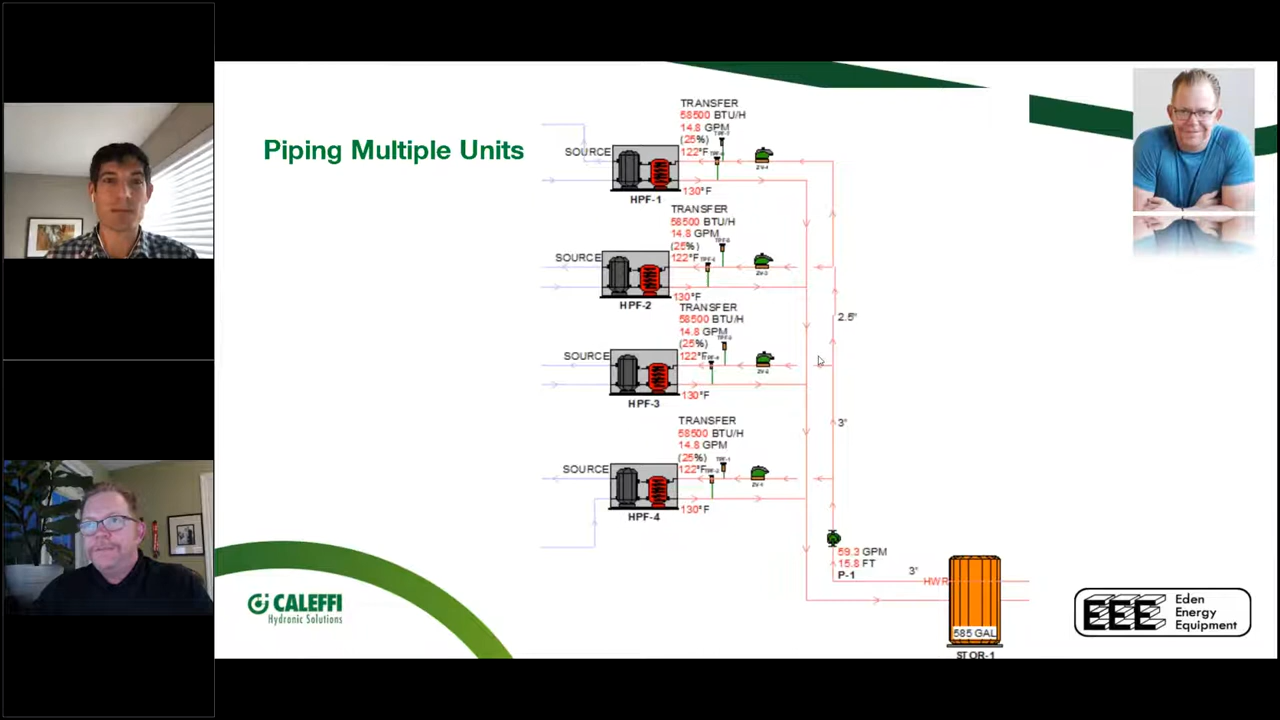 Piping Multiple Units
TRANSFER
58500 BTU/H
14.8 GPM
(25%)
122°F
SOURCE
130°F
HPF-1
TRANSFER
58500 BTU/H
14.8 GPM
(25%)
122°F
SOURCE
130°F
HPF-2
TRANSFER
58500 BTU/H
14.8 GPM
(25%)
122°F
SOURCE
130°F
HPF-3
TRANSFER
58500 BTU/H
14.8 GPM
(25%)
122°F
SOURCE
130°F
HPF-4
2.5"
3"
59.3 GPM
15.8 FT
P-1
3"
HWR
585 GAL
STOR-1
CALEFFI
Hydronic Solutions
EEE
Eden
Energy
Equipment